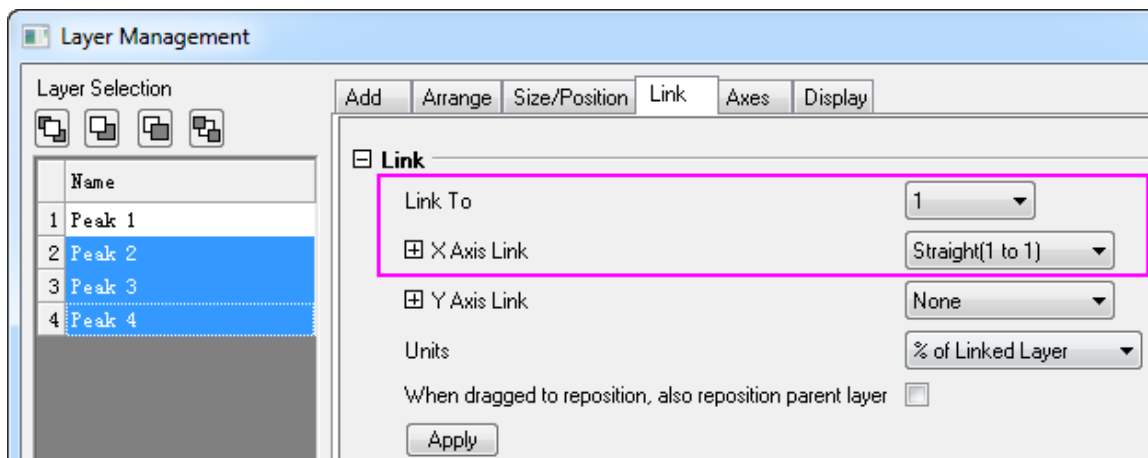 Layer Management
Layer Selection
Add Arrange Size/Position Link Axes Display
Name
1 Peak 1
2 Peak 2
3 Peak 3
4 Peak 4
Link
Link To 1
X Axis Link Straight(1 to 1)
Y Axis Link None
Units % of Linked Layer
When dragged to reposition, also reposition parent layer
Apply